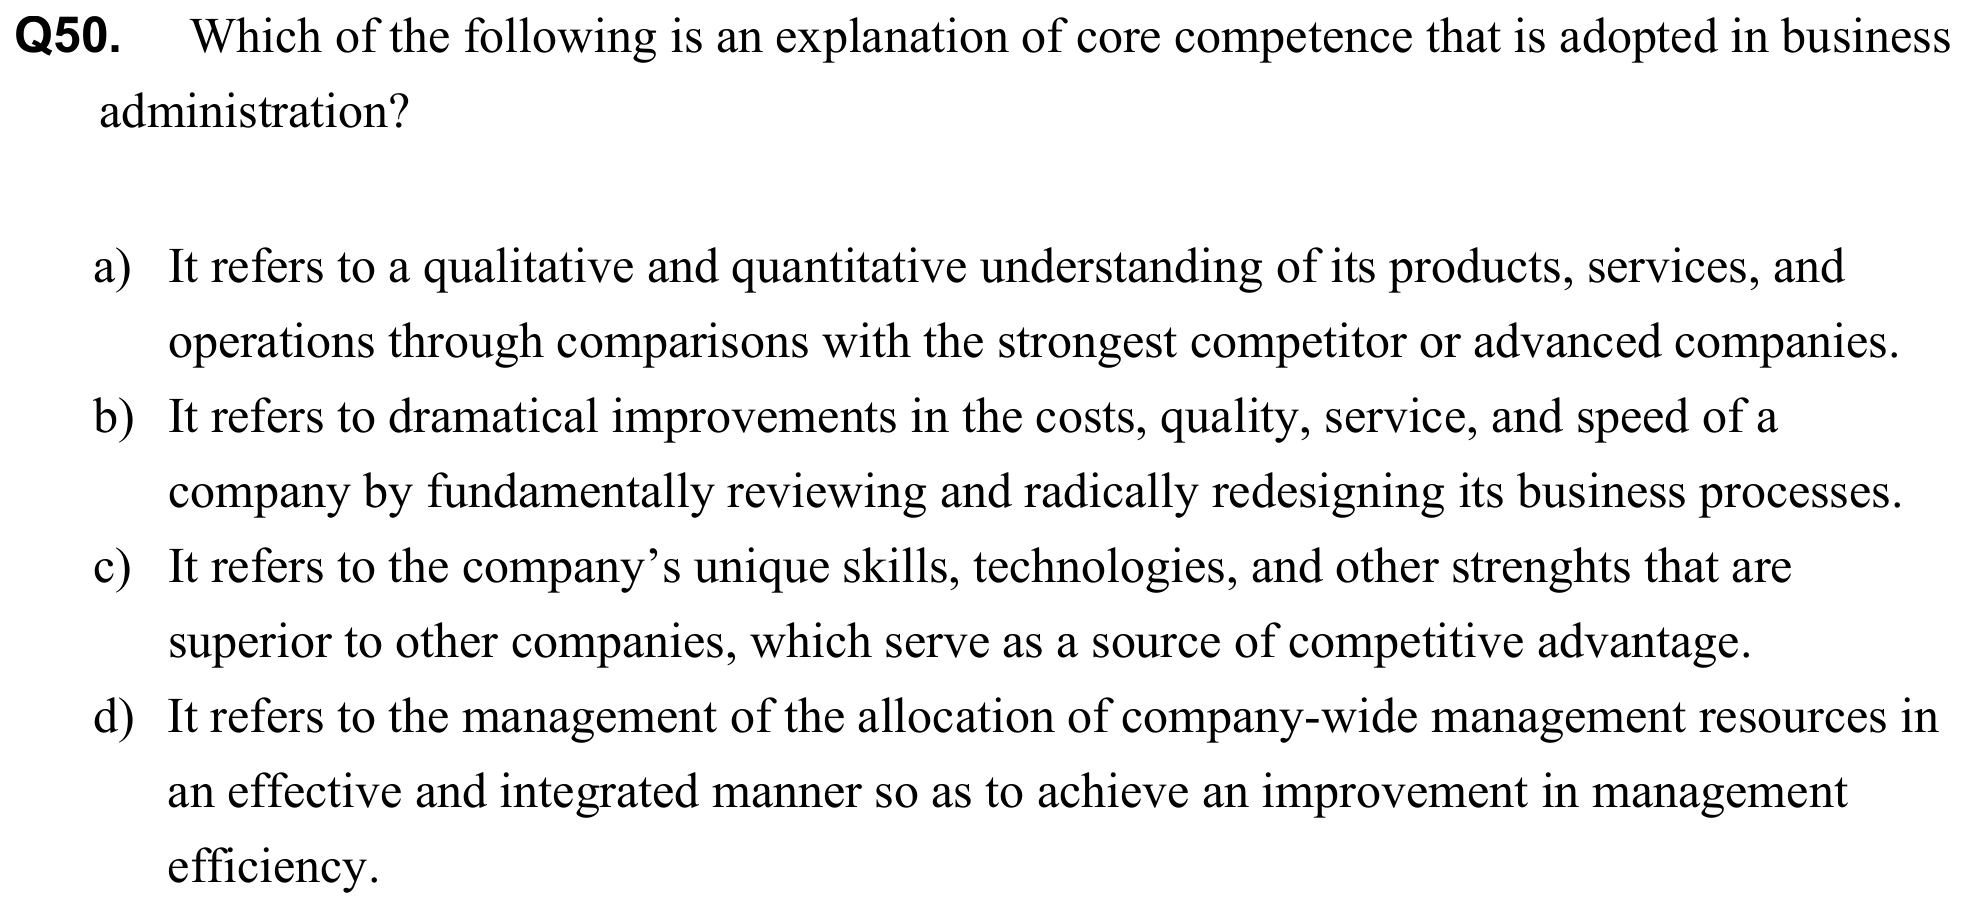 Q50. Which of the following is an explanation of core competence that is adopted in business
administration?
a) It refers to a qualitative and quantitative understanding of its products, services, and
operations through comparisons with the strongest competitor or advanced companies.
b) It refers to dramatical improvements in the costs, quality, service, and speed of a
company by fundamentally reviewing and radically redesigning its business processes.
c) It refers to the company’s unique skills, technologies, and other strenghts that are
superior to other companies, which serve as a source of competitive advantage.
d) It refers to the management of the allocation of company-wide management resources in
an effective and integrated manner so as to achieve an improvement in management
efficiency.